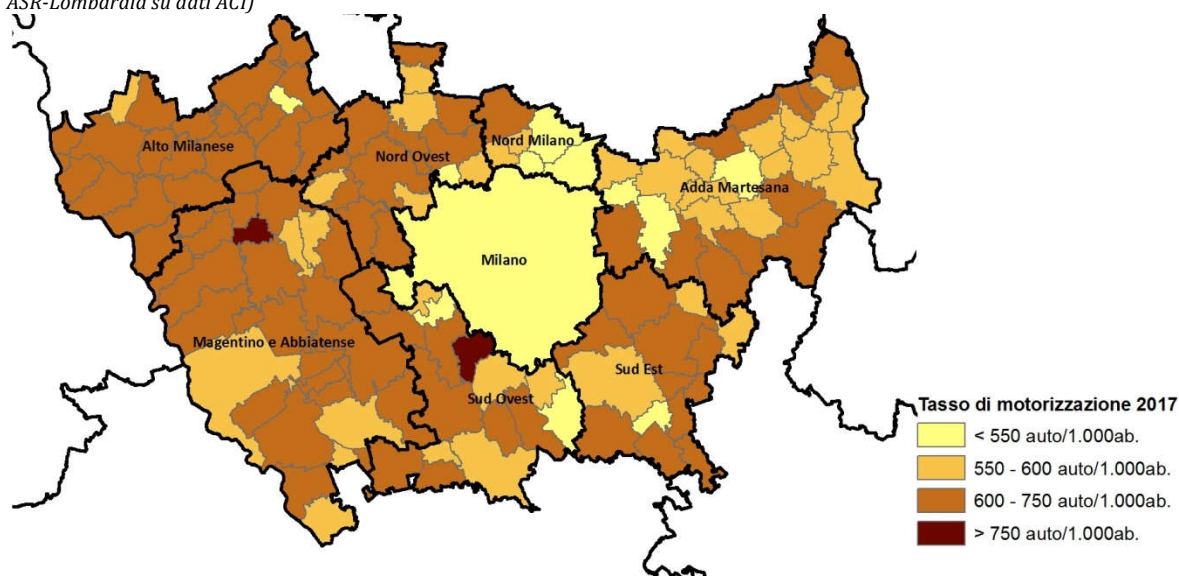 ASR-Lombardia su dati ACI)
Alto Milanese
Nord Ovest
Nord Milano
Adda Martesana
Milano
Magentino e Abbiatense
Sud Est
Sud Ovest
Tasso di motorizzazione 2017
< 550 auto/1.000ab.
550 - 600 auto/1.000ab.
600 - 750 auto/1.000ab.
> 750 auto/1.000ab.